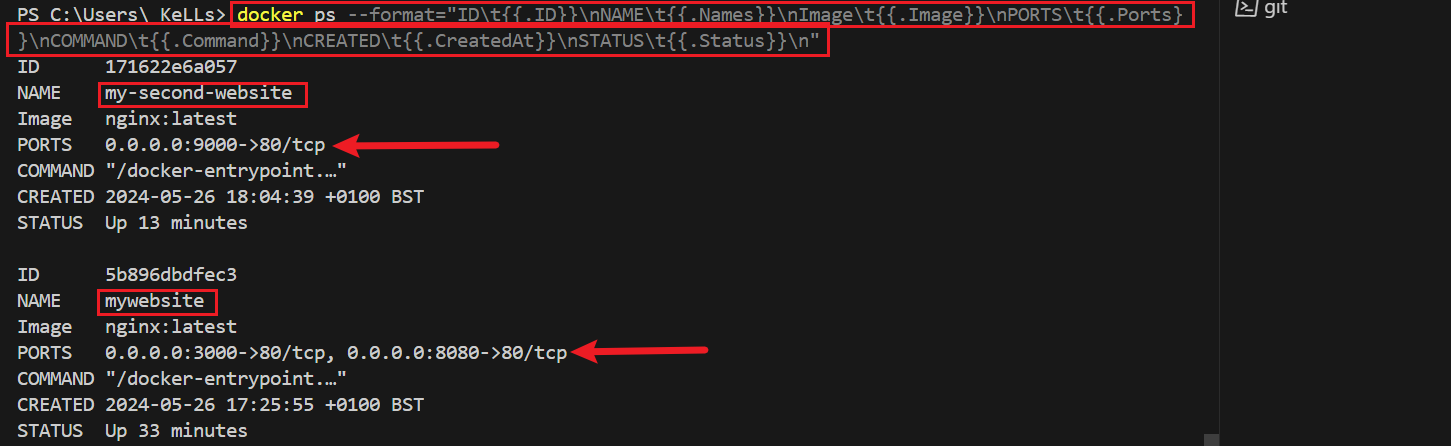 PS C:\Users\ KeLLs> docker ps --format="ID\t{{.ID}}\nNAME\t{{.Names}}\nImage\t{{.Image}}\nPORTS\t{{.Ports}
}\nCOMMAND\t{{.Command}}\nCREATED\t{{.CreatedAt}}\nSTATUS\t{{.Status}}\n"
ID 171622e6a057
NAME my-second-website
Image nginx:latest
PORTS 0.0.0.0:9000->80/tcp
COMMAND "/docker-entrypoint.…"
CREATED 2024-05-26 18:04:39 +0100 BST
STATUS Up 13 minutes
ID 5b896dbdfec3
NAME mywebsite
Image nginx:latest
PORTS 0.0.0.0:3000->80/tcp, 0.0.0.0:8080->80/tcp
COMMAND "/docker-entrypoint.…"
CREATED 2024-05-26 17:25:55 +0100 BST
STATUS Up 33 minutes
git